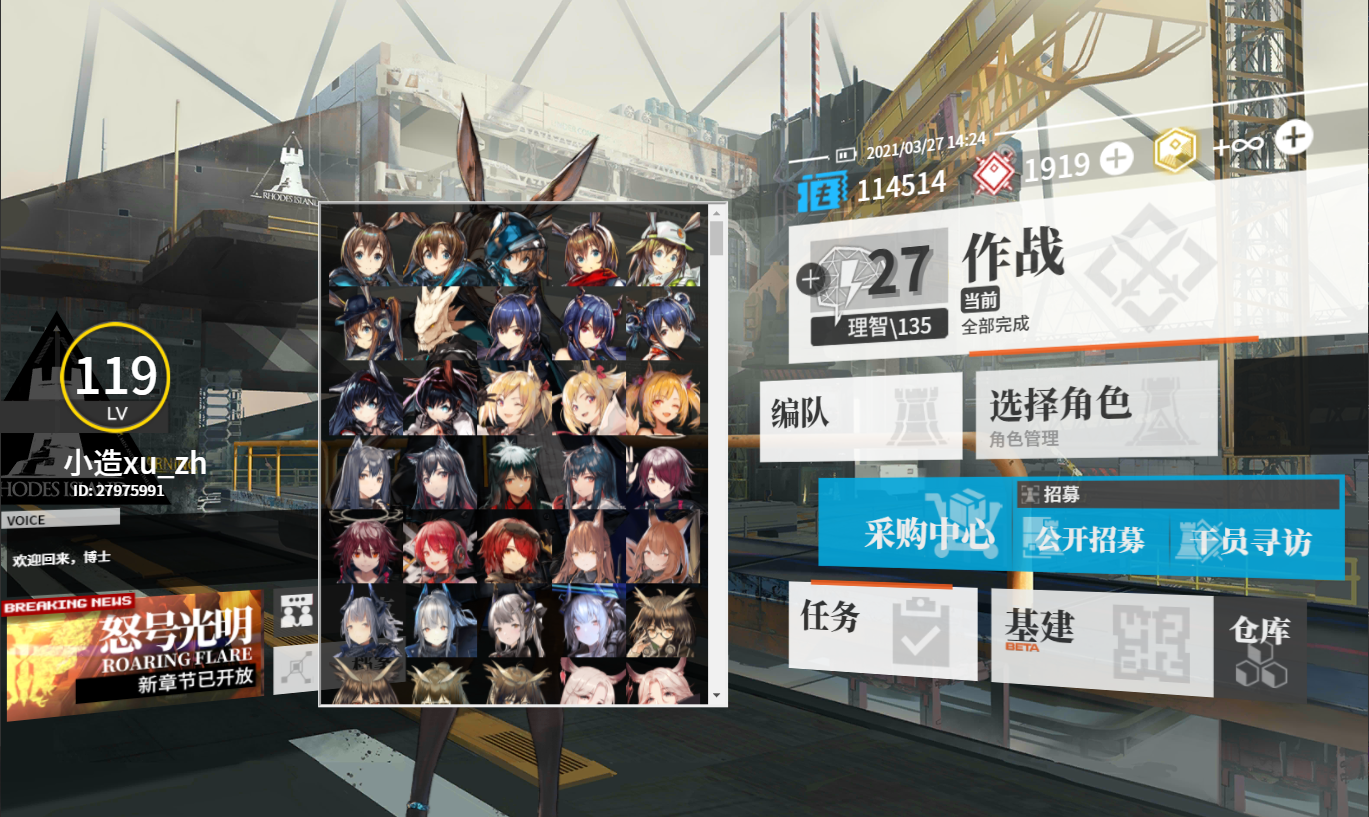 2021/03/27 14:24
114514
1919
+∞
RHODES ISLAND
27
理智\135
作战
当前
全部完成
119
LV
小造xu_zh
ID: 27975991
编队
选择角色
角色管理
VOICE
欢迎回来，博士
招募
采购中心
公开招募
干员寻访
BREAKING NEWS
怒号光明
ROARING FLARE
新章节已开放
任务
基建
BETA
仓库